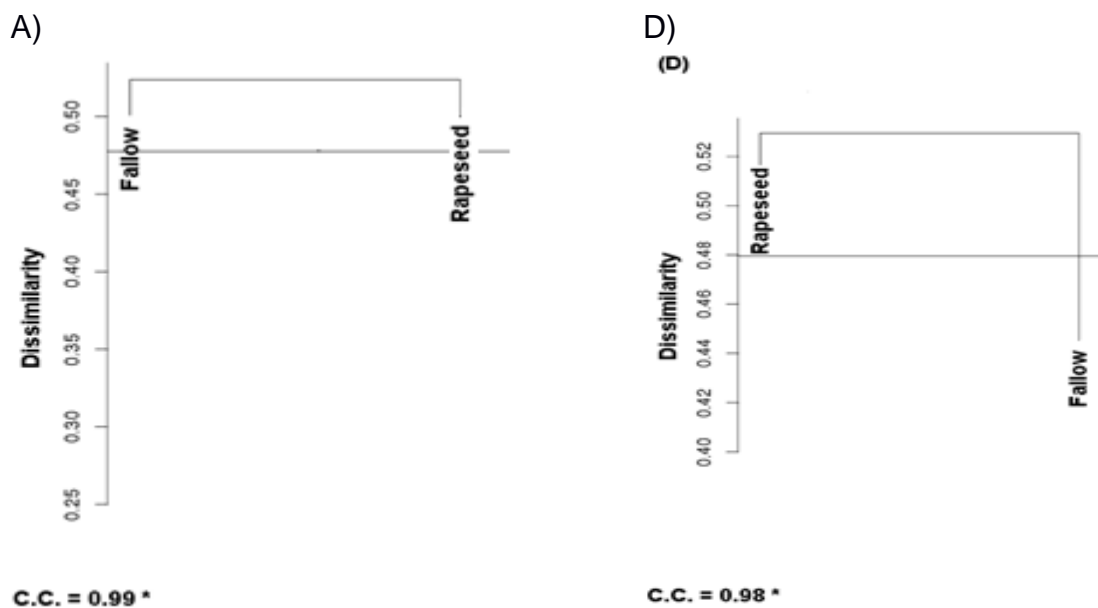 A)
0.50
0.45
0.40
0.35
0.30
0.25
Dissimilarity
Fallow
Rapeseed
C.C. = 0.99 *
D)
(D)
0.52
0.50
0.48
0.46
0.44
0.42
0.40
Dissimilarity
Rapeseed
Fallow
C.C. = 0.98 *